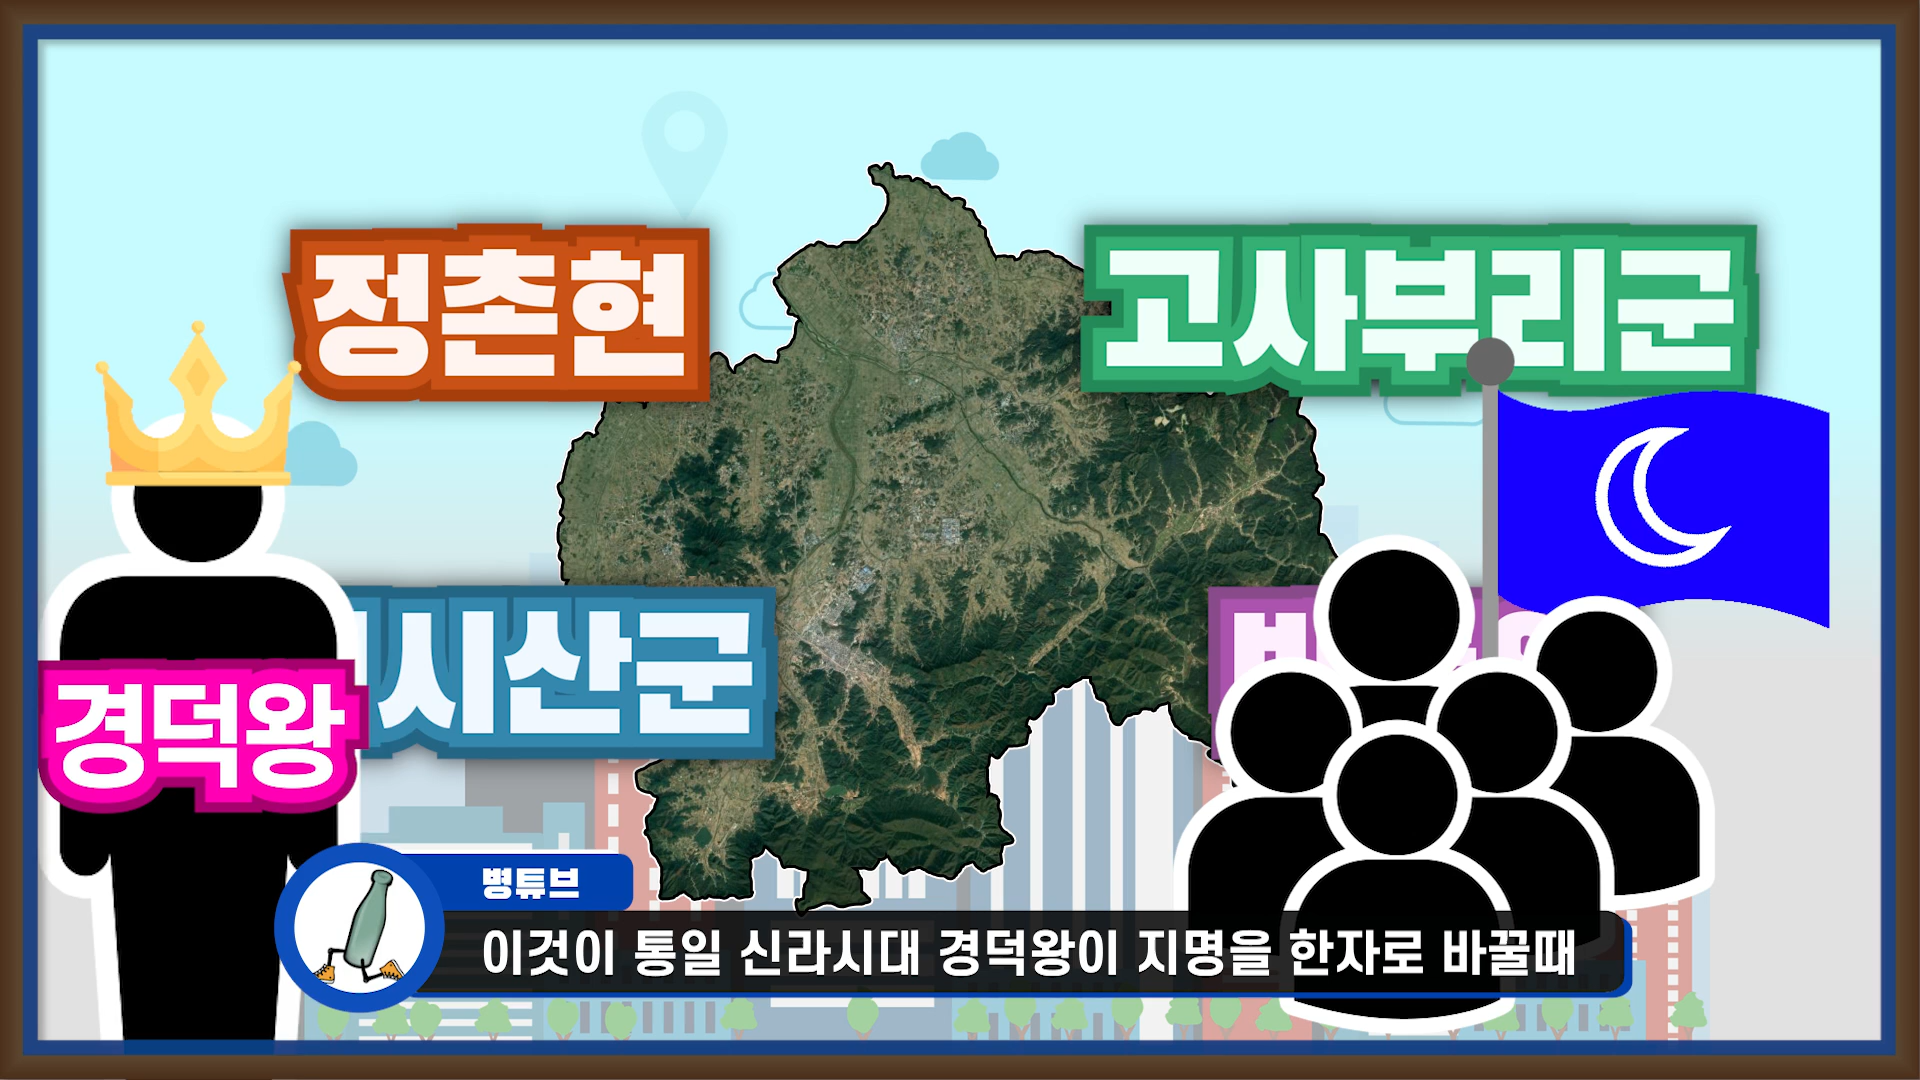 정촌현
고사부리군
시산군
경덕왕
병튜브
이것이 통일 신라시대 경덕왕이 지명을 한자로 바꿀때